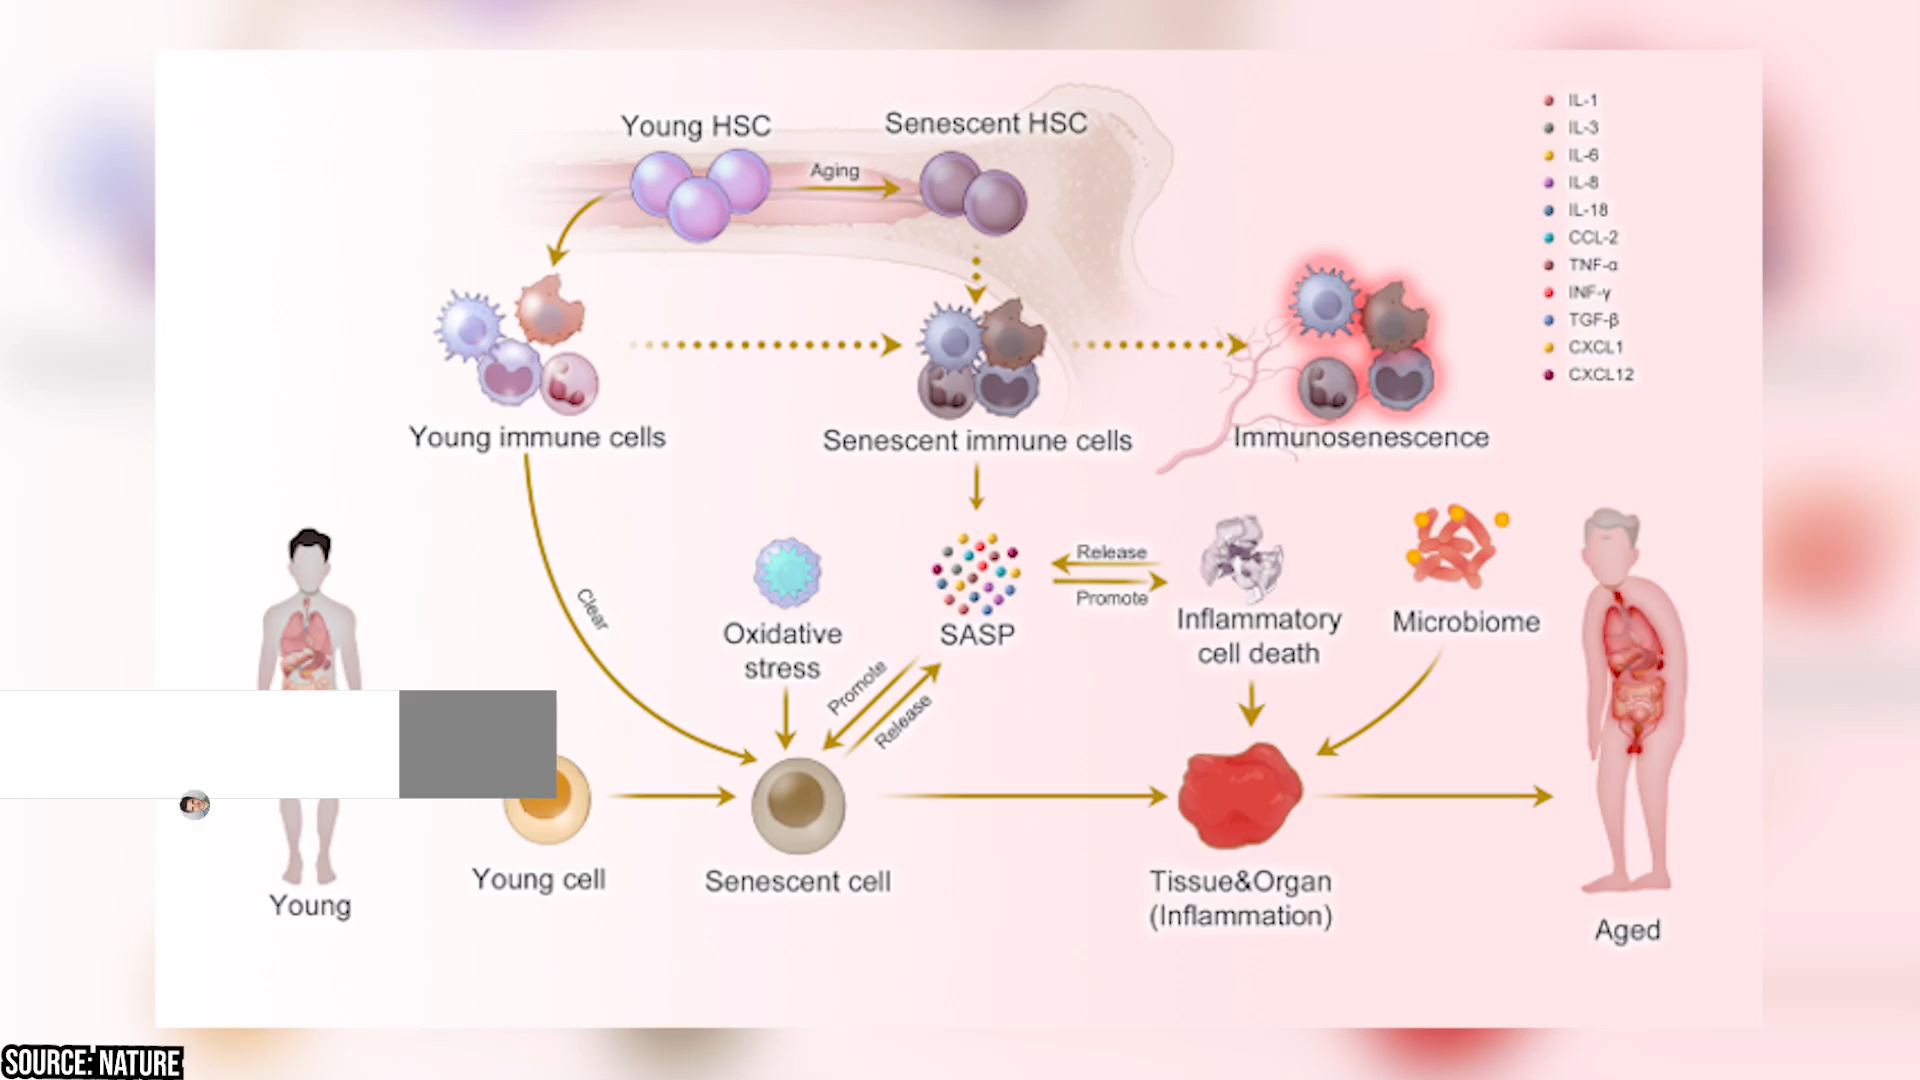 Young HSC
Senescent HSC
Aging
IL-1
IL-3
IL-6
IL-8
IL-18
CCL-2
TNF-α
INF-γ
TGF-β
CXCL1
CXCL12
Young immune cells
Senescent immune cells
Immunosenescence
Clear
Oxidative
stress
SASP
Release
Promote
Inflammatory
cell death
Microbiome
Promote
Release
Young
Young cell
Senescent cell
Tissue&Organ
(Inflammation)
Aged
SOURCE: NATURE